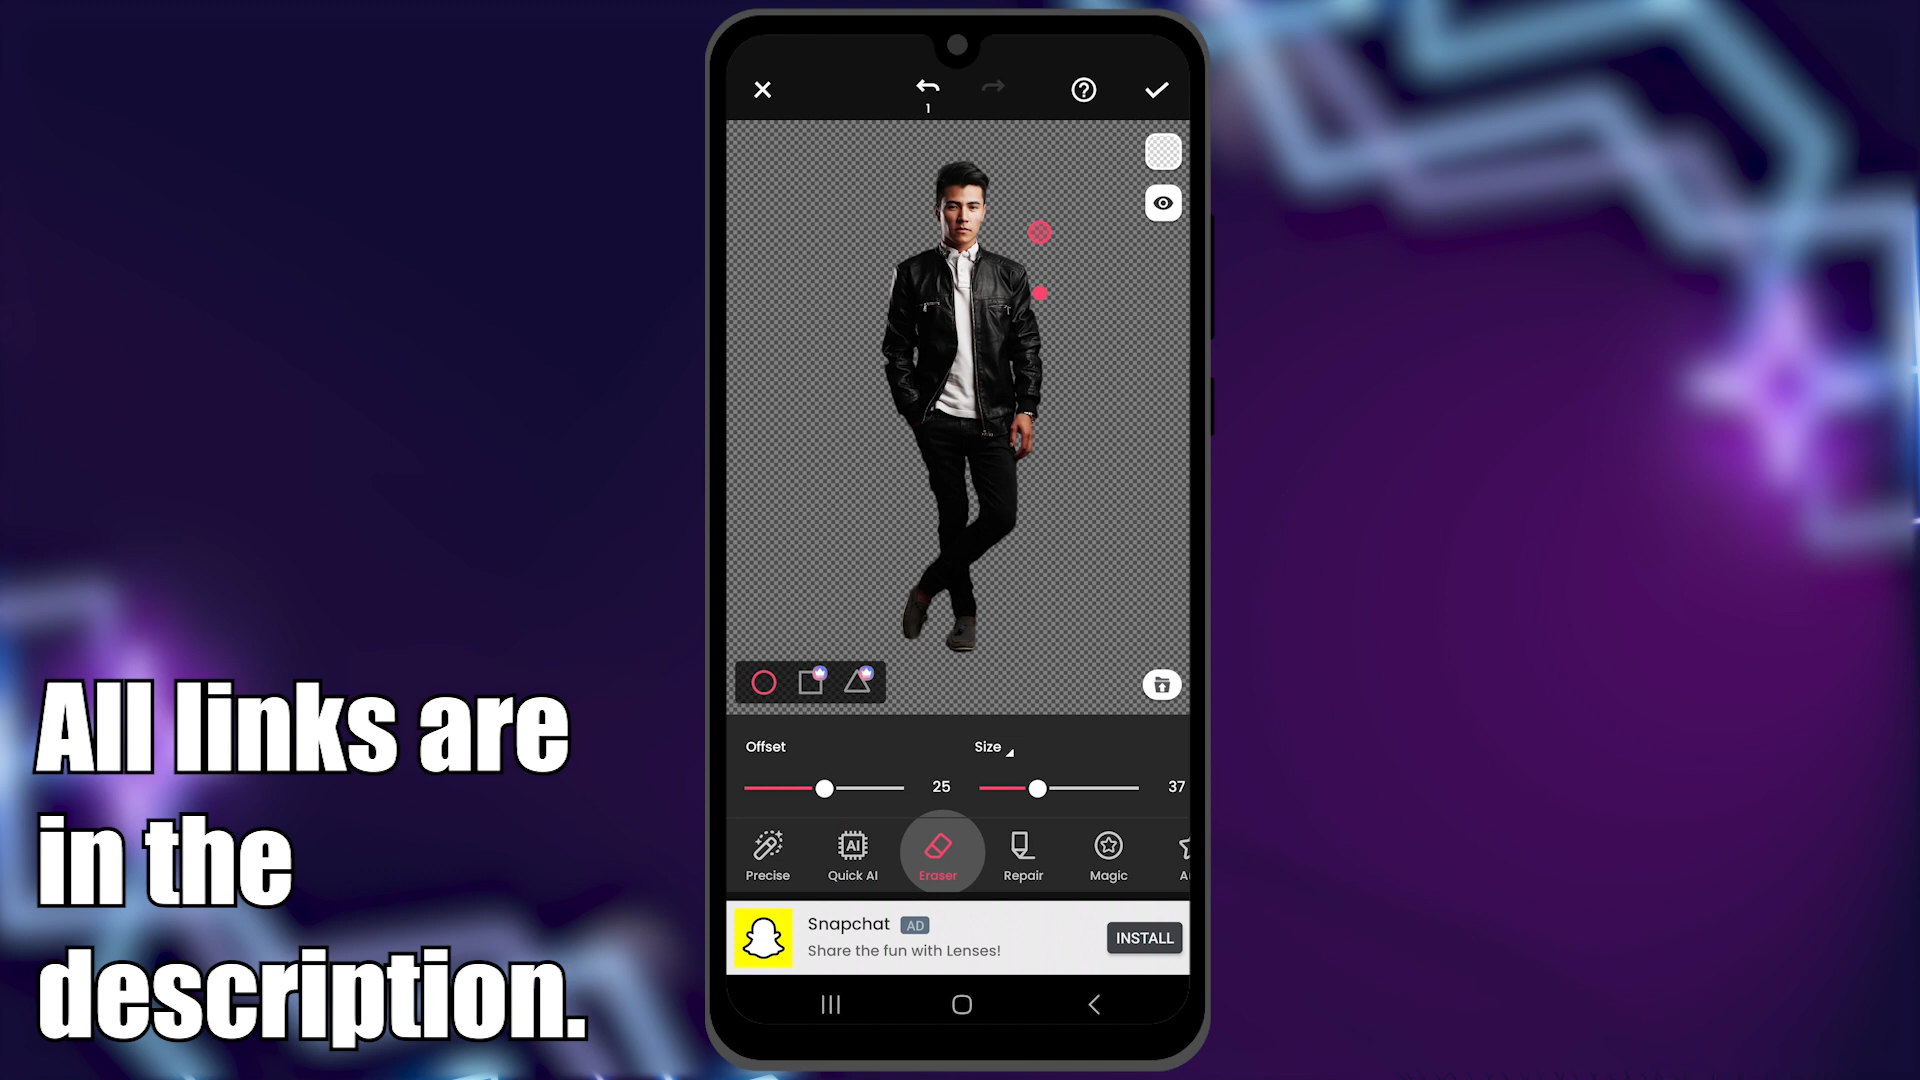 1
Offset
25
Size
37
Precise
Quick AI
AI
Eraser
Repair
Magic
Snapchat AD
Share the fun with Lenses!
INSTALL
All links are
in the
description.